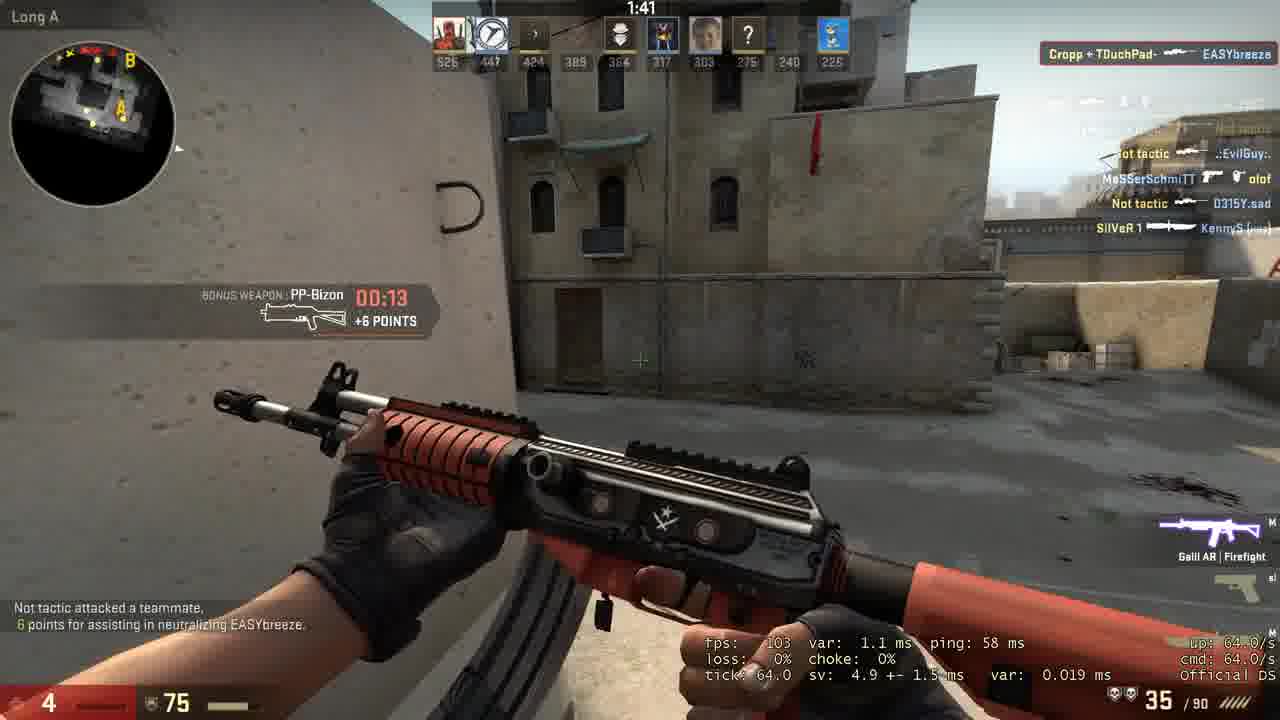 Long A
1:41
B
A
525 447 424 389 364 317 303 275 240 225
?
Cropp + TDuchPad- EASYbreeze
Not tactic .:EvilGuy:.
MeSSerSchmiTT olof
Not tactic D315Y.sad
SilVeR 1 KennyS
BONUS WEAPON: PP-Bizon 00:13
+6 POINTS
Galil AR | Firefight
Not tactic attacked a teammate.
6 points for assisting in neutralizing EASYbreeze.
fps: 103 var: 1.1 ms ping: 58 ms up: 64.0/s
loss: 0% choke: 0% cmd: 64.0/s
tick: 64.0 sv: 4.9 +- 1.5 ms var: 0.019 ms Official DS
4 75 35 / 90